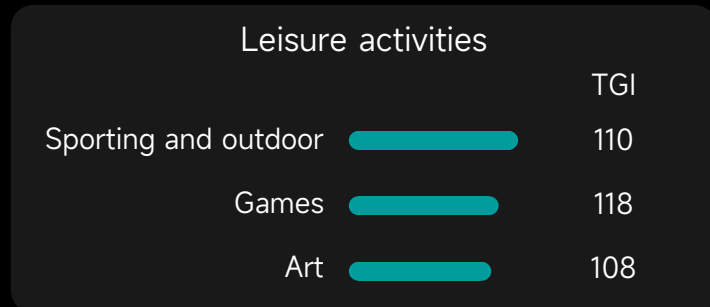 Leisure activities
TGI
Sporting and outdoor 110
Games 118
Art 108